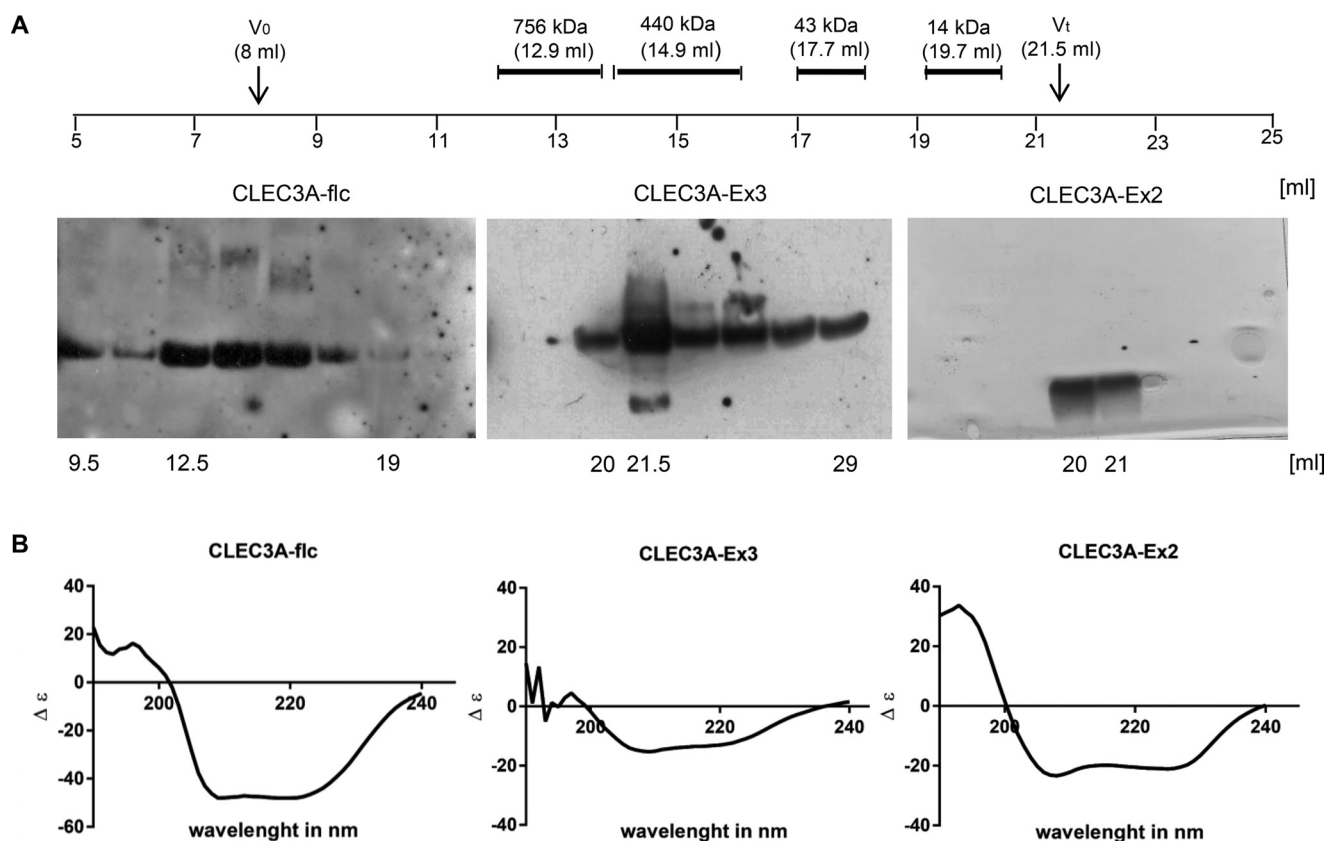 A
V0 756 kDa 440 kDa 43 kDa 14 kDa Vt
(8 ml) (12.9 ml) (14.9 ml) (17.7 ml) (19.7 ml) (21.5 ml)
5 7 9 11 13 15 17 19 21 23 25
[ml]
CLEC3A-flc CLEC3A-Ex3 CLEC3A-Ex2
9.5 12.5 19 20 21.5 29 20 21 [ml]
B
CLEC3A-flc
40
20
0
-20
-40
-60
Δ ε
200 220 240
wavelenght in nm
CLEC3A-Ex3
40
20
0
-20
-40
Δ ε
200 220 240
wavelenght in nm
CLEC3A-Ex2
40
20
0
-20
-40
Δ ε
200 220 240
wavelenght in nm